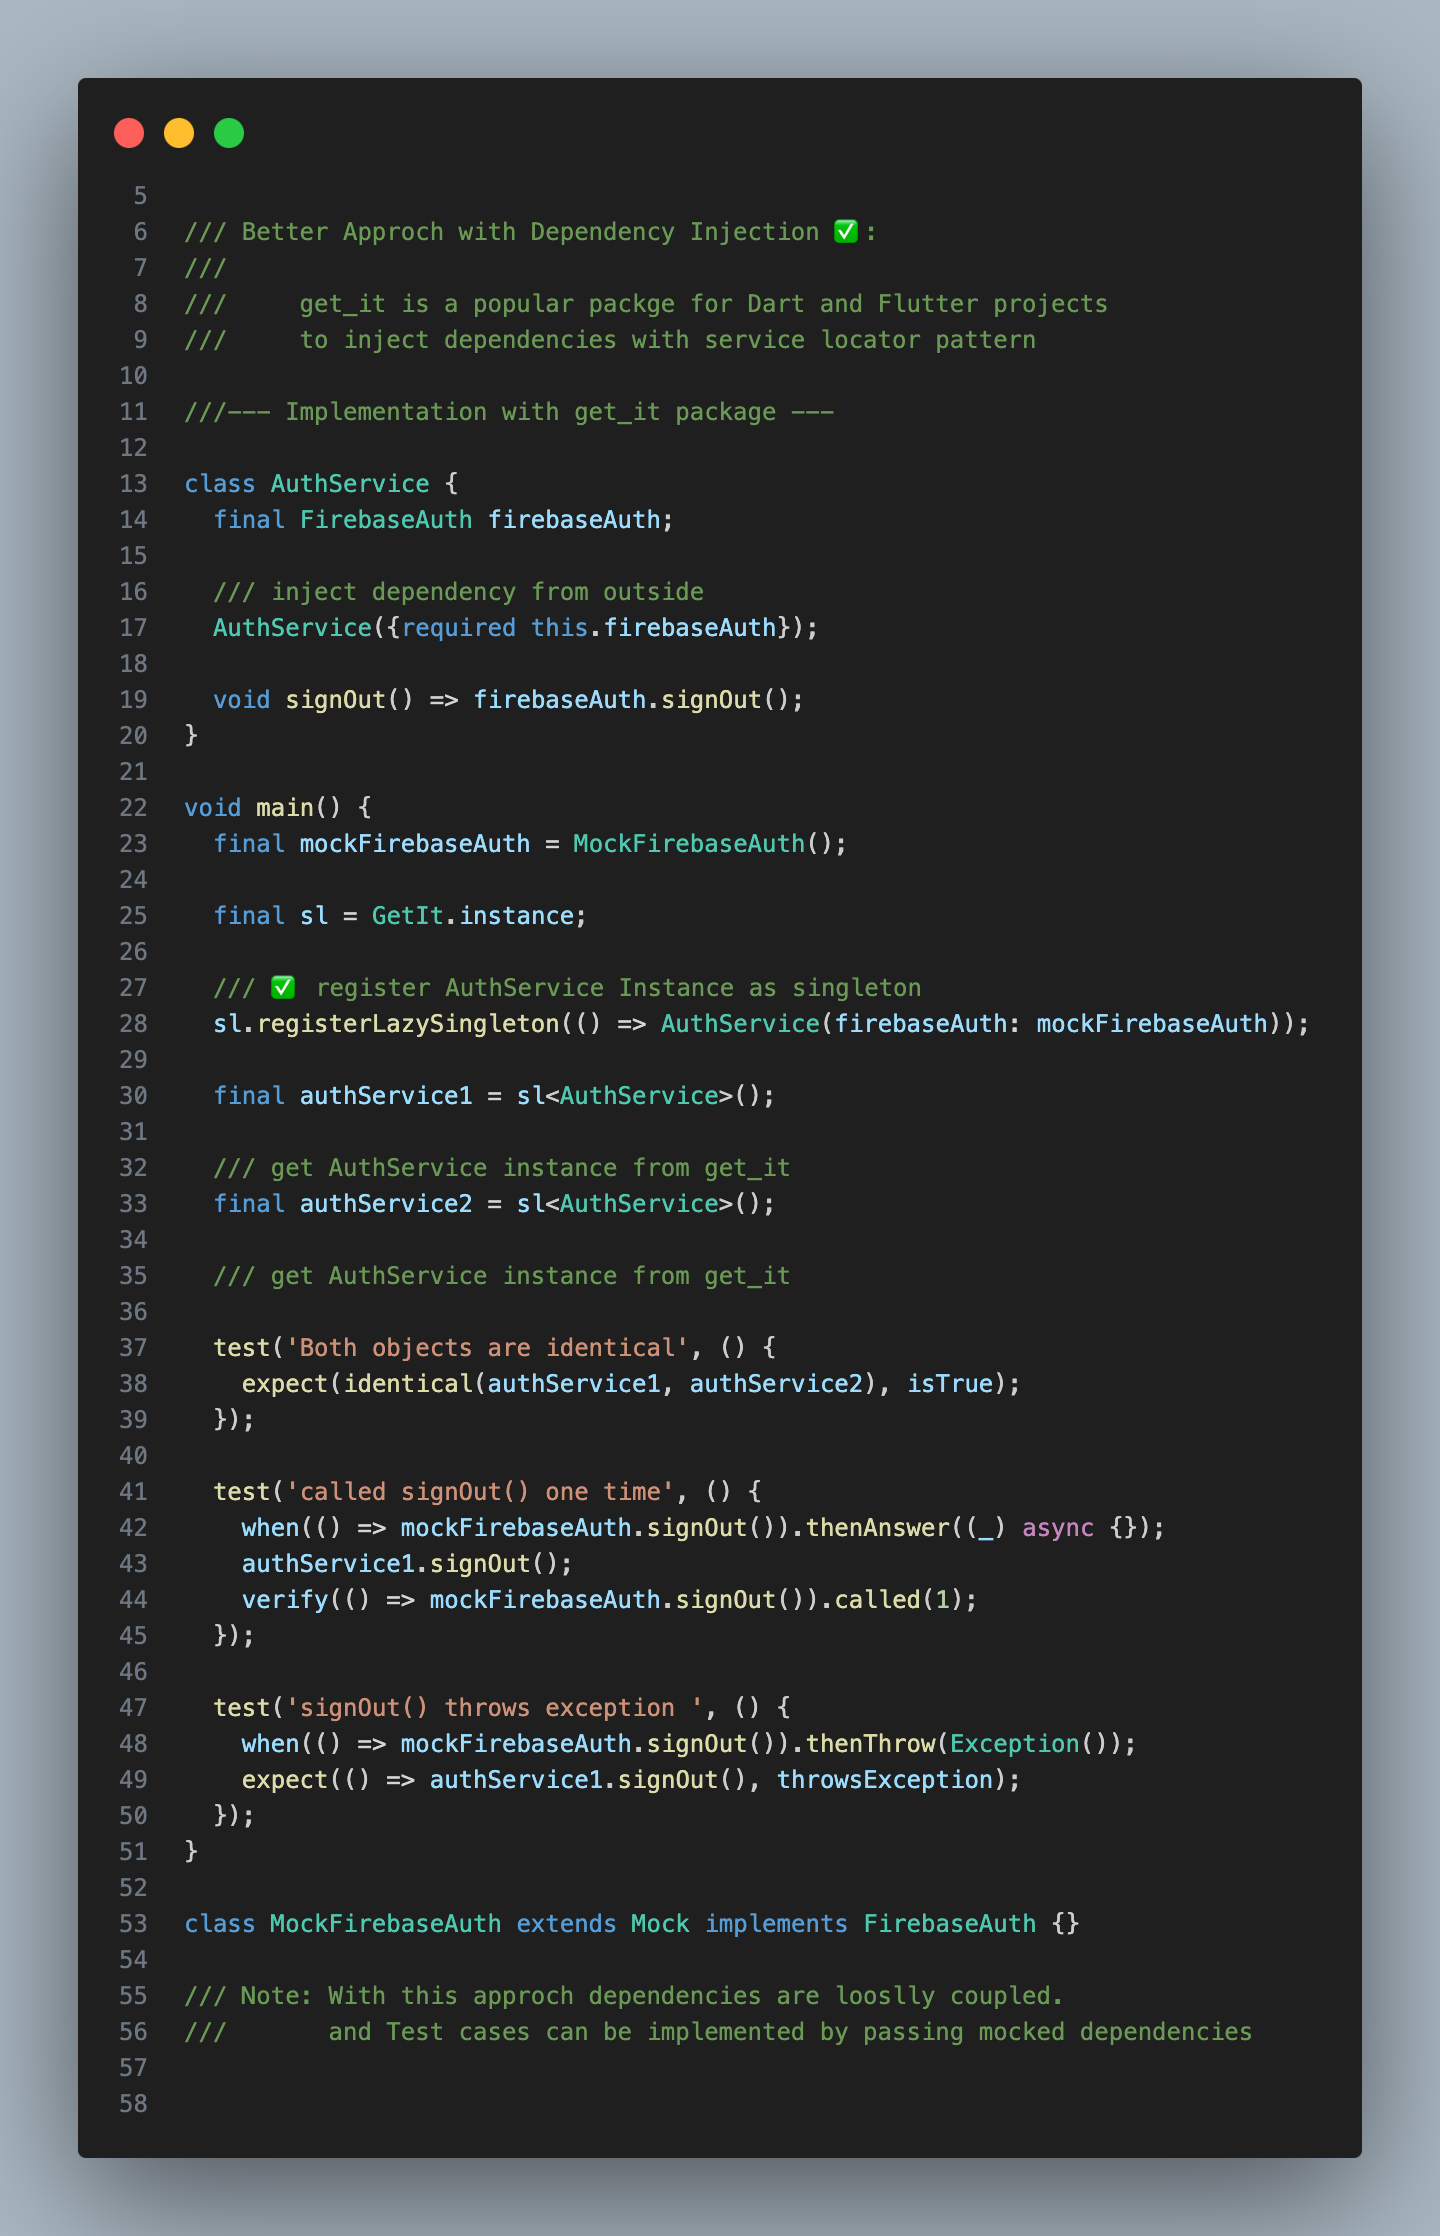 5
6 /// Better Approch with Dependency Injection ✅:
7 ///
8 ///     get_it is a popular packge for Dart and Flutter projects
9 ///     to inject dependencies with service locator pattern
10
11 ///--- Implementation with get_it package ---
12
13 class AuthService {
14   final FirebaseAuth firebaseAuth;
15
16   /// inject dependency from outside
17   AuthService({required this.firebaseAuth});
18
19   void signOut() => firebaseAuth.signOut();
20 }
21
22 void main() {
23   final mockFirebaseAuth = MockFirebaseAuth();
24
25   final sl = GetIt.instance;
26
27   /// ✅ register AuthService Instance as singleton
28   sl.registerLazySingleton(() => AuthService(firebaseAuth: mockFirebaseAuth));
29
30   final authService1 = sl<AuthService>();
31
32   /// get AuthService instance from get_it
33   final authService2 = sl<AuthService>();
34
35   /// get AuthService instance from get_it
36
37   test('Both objects are identical', () {
38     expect(identical(authService1, authService2), isTrue);
39   });
40
41   test('called signOut() one time', () {
42     when(() => mockFirebaseAuth.signOut()).thenAnswer((_) async {});
43     authService1.signOut();
44     verify(() => mockFirebaseAuth.signOut()).called(1);
45   });
46
47   test('signOut() throws exception ', () {
48     when(() => mockFirebaseAuth.signOut()).thenThrow(Exception());
49     expect(() => authService1.signOut(), throwsException);
50   });
51 }
52
53 class MockFirebaseAuth extends Mock implements FirebaseAuth {}
54
55 /// Note: With this approch dependencies are looslly coupled.
56 ///       and Test cases can be implemented by passing mocked dependencies
57
58